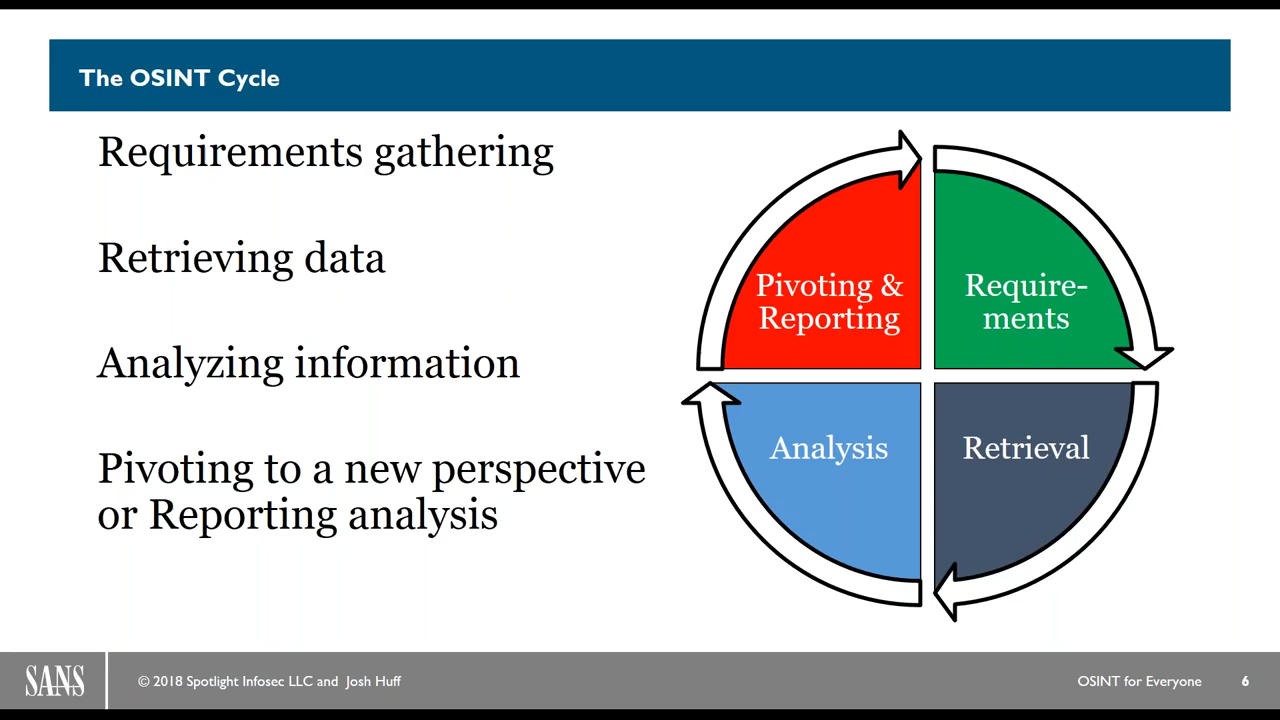 The OSINT Cycle
Requirements gathering
Retrieving data
Analyzing information
Pivoting to a new perspective
or Reporting analysis
Pivoting &
Reporting
Require-
ments
Analysis
Retrieval
SANS
© 2018 Spotlight Infosec LLC and Josh Huff
OSINT for Everyone
6